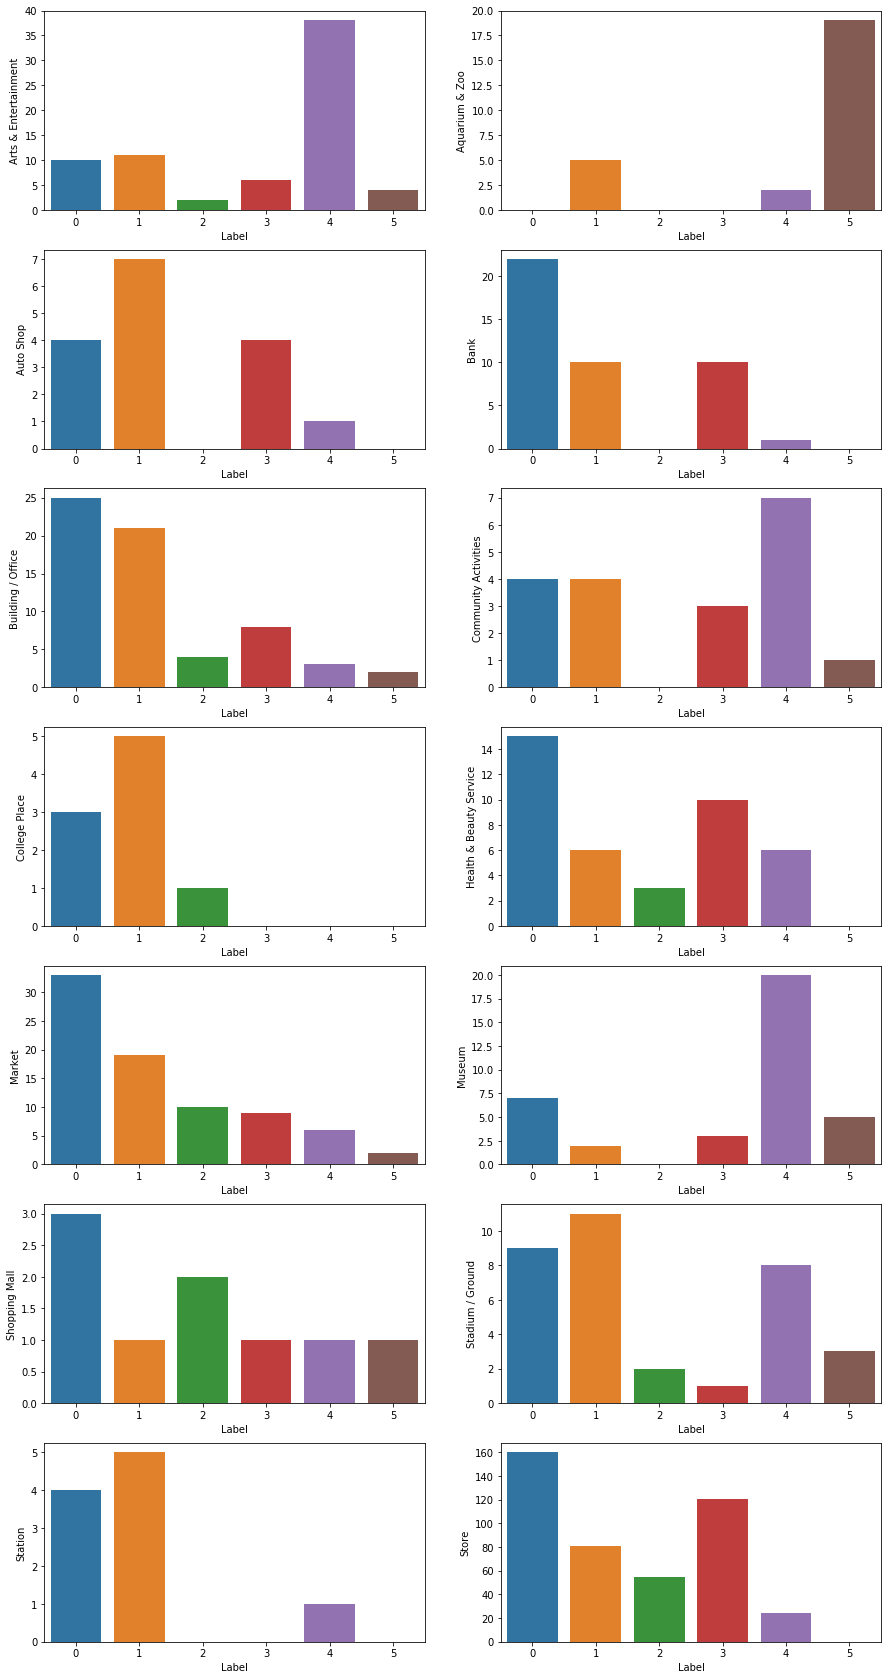 40
35
30
25
20
15
10
5
0
Arts & Entertainment
0 1 2 3 4 5
Label
20.0
17.5
15.0
12.5
10.0
7.5
5.0
2.5
0.0
Aquarium & Zoo
0 1 2 3 4 5
Label
7
6
5
4
3
2
1
0
Auto Shop
0 1 2 3 4 5
Label
20
15
10
5
0
Bank
0 1 2 3 4 5
Label
25
20
15
10
5
0
Building / Office
0 1 2 3 4 5
Label
7
6
5
4
3
2
1
0
Community Activities
0 1 2 3 4 5
Label
5
4
3
2
1
0
College Place
0 1 2 3 4 5
Label
14
12
10
8
6
4
2
0
Health & Beauty Service
0 1 2 3 4 5
Label
30
25
20
15
10
5
0
Market
0 1 2 3 4 5
Label
20.0
17.5
15.0
12.5
10.0
7.5
5.0
2.5
0.0
Museum
0 1 2 3 4 5
Label
3.0
2.5
2.0
1.5
1.0
0.5
0.0
Shopping Mall
0 1 2 3 4 5
Label
10
8
6
4
2
0
Stadium / Ground
0 1 2 3 4 5
Label
5
4
3
2
1
0
Station
0 1 2 3 4 5
Label
160
140
120
100
80
60
40
20
0
Store
0 1 2 3 4 5
Label